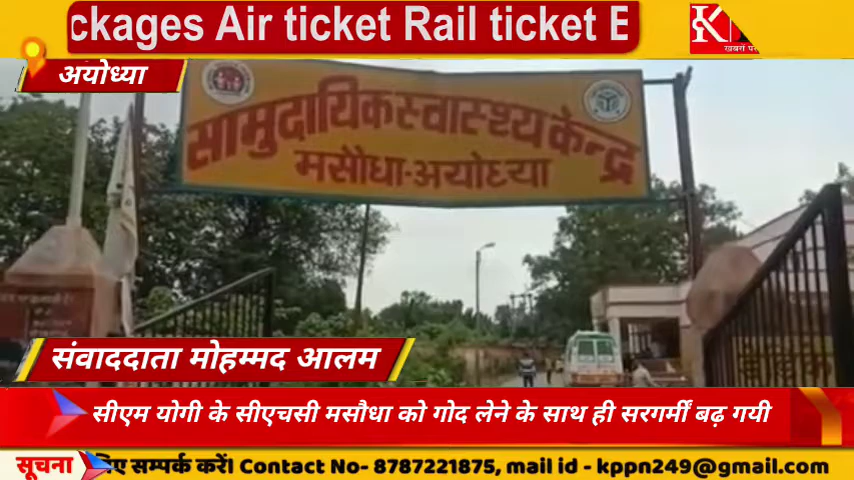 ckages Air ticket Rail ticket
K
खबरों
अयोध्या
सामुदायिक स्वास्थ्य केन्द्र
मसौधा-अयोध्या
संवाददाता मोहम्मद आलम
सीएम योगी के सीएचसी मसौधा को गोद लेने के साथ ही सरगर्मी बढ़ गयी
सूचना
लिए सम्पर्क करें। Contact No- 8787221875, mail id - kppn249@gmail.com